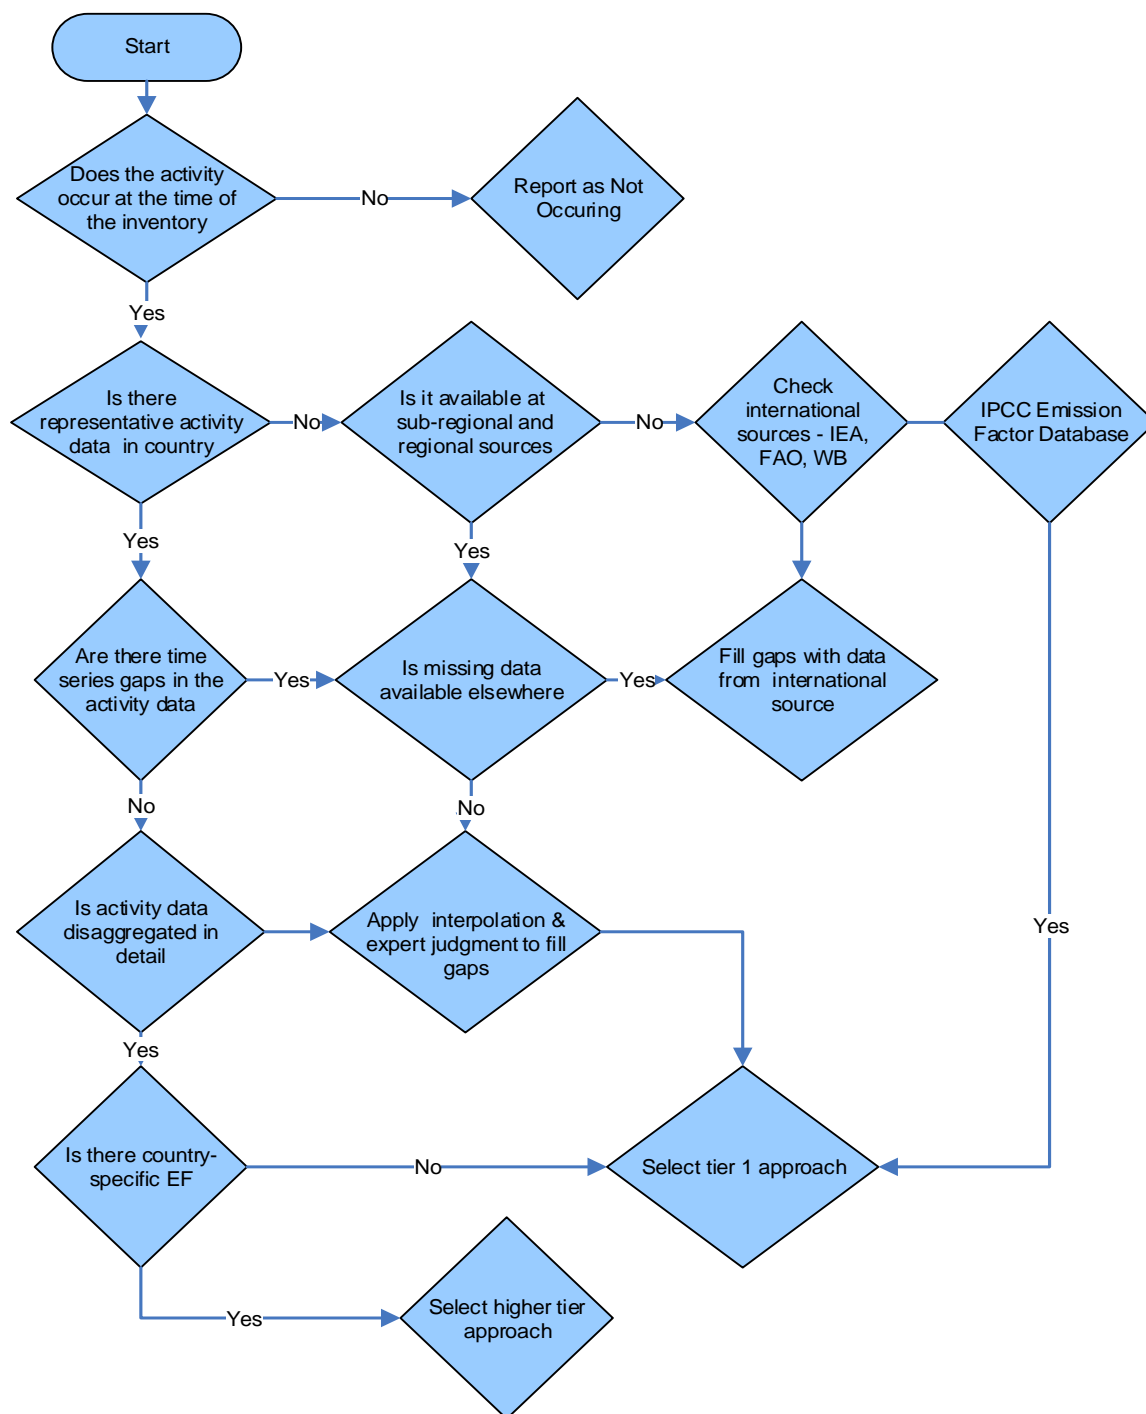 Start
Does the activity
occur at the time of
the inventory
No
Report as Not
Occuring
Yes
Is there
representative activity
data in country
No
Is it available at
sub-regional and
regional sources
No
Check
international
sources - IEA,
FAO, WB
IPCC Emission
Factor Database
Yes
Yes
Are there time
series gaps in the
activity data
Yes
Is missing data
available elsewhere
Yes
Fill gaps with data
from international
source
No
No
Is activity data
disaggregated in
detail
Apply interpolation &
expert judgment to fill
gaps
Yes
Yes
Is there country-
specific EF
No
Select tier 1 approach
Yes
Select higher tier
approach